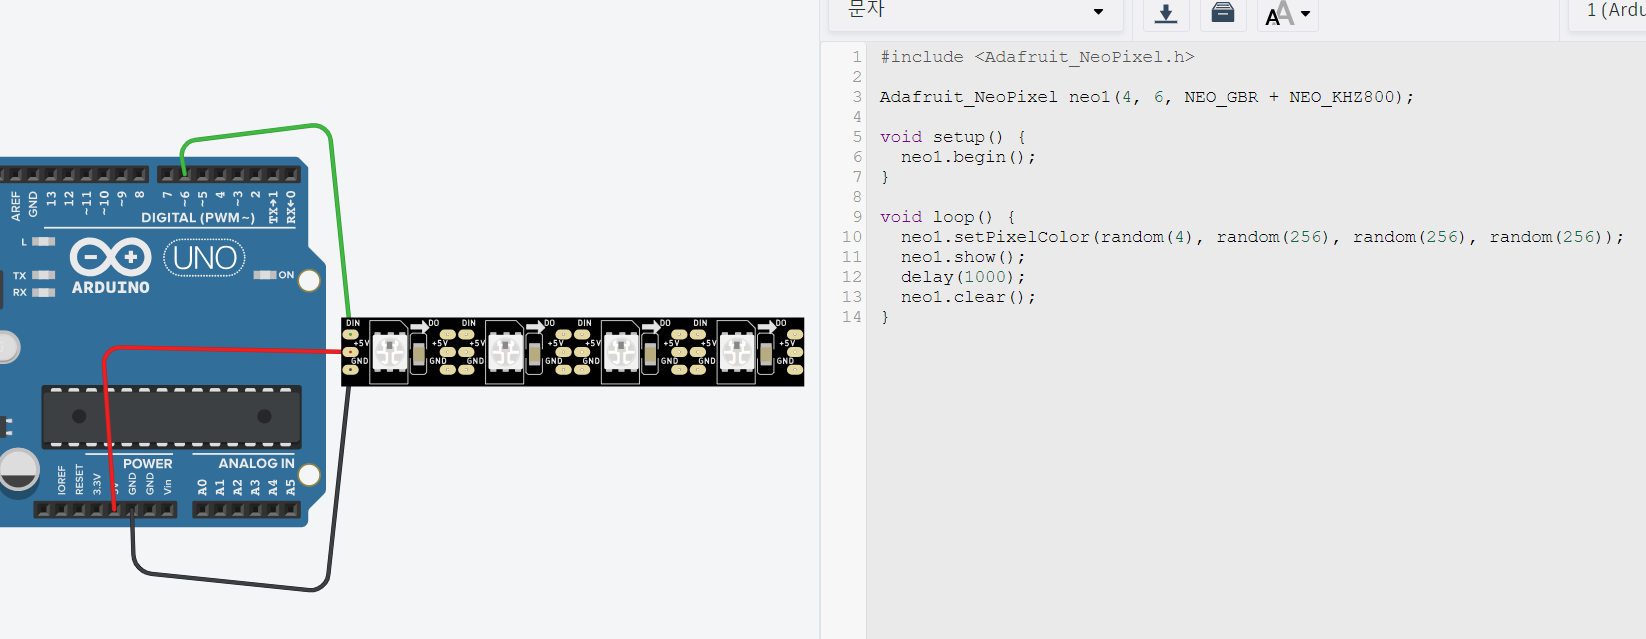 문자
1 (Ardu
1 #include <Adafruit_NeoPixel.h>
2
3 Adafruit_NeoPixel neo1(4, 6, NEO_GBR + NEO_KHZ800);
4
5 void setup() {
6   neo1.begin();
7 }
8
9 void loop() {
10   neo1.setPixelColor(random(4), random(256), random(256), random(256));
11   neo1.show();
12   delay(1000);
13   neo1.clear();
14 }
AREF GND 13 12 ~11 ~10 ~9 8 7 ~6 ~5 4 ~3 2 TX→1 RX←0
DIGITAL (PWM~)
L
TX
RX
UNO
ON
ARDUINO
DIN DO DIN DO DIN DO DIN DO
+5V +5V +5V +5V +5V +5V +5V +5V
GND GND GND GND GND GND GND GND
POWER ANALOG IN
IOREF RESET 3.3V GND GND Vin A0 A1 A2 A3 A4 A5